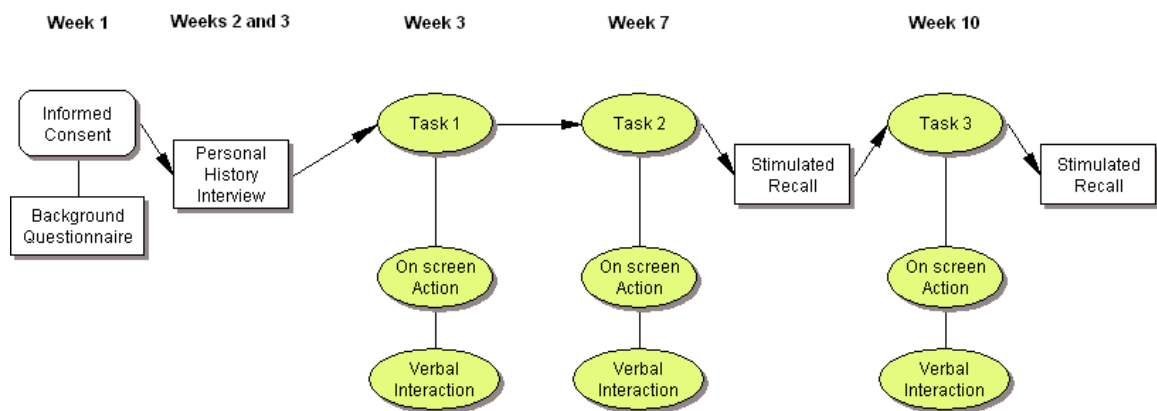 Week 1
Weeks 2 and 3
Week 3
Week 7
Week 10
Informed
Consent
Background
Questionnaire
Personal
History
Interview
Task 1
On screen
Action
Verbal
Interaction
Task 2
On screen
Action
Verbal
Interaction
Stimulated
Recall
Task 3
On screen
Action
Verbal
Interaction
Stimulated
Recall